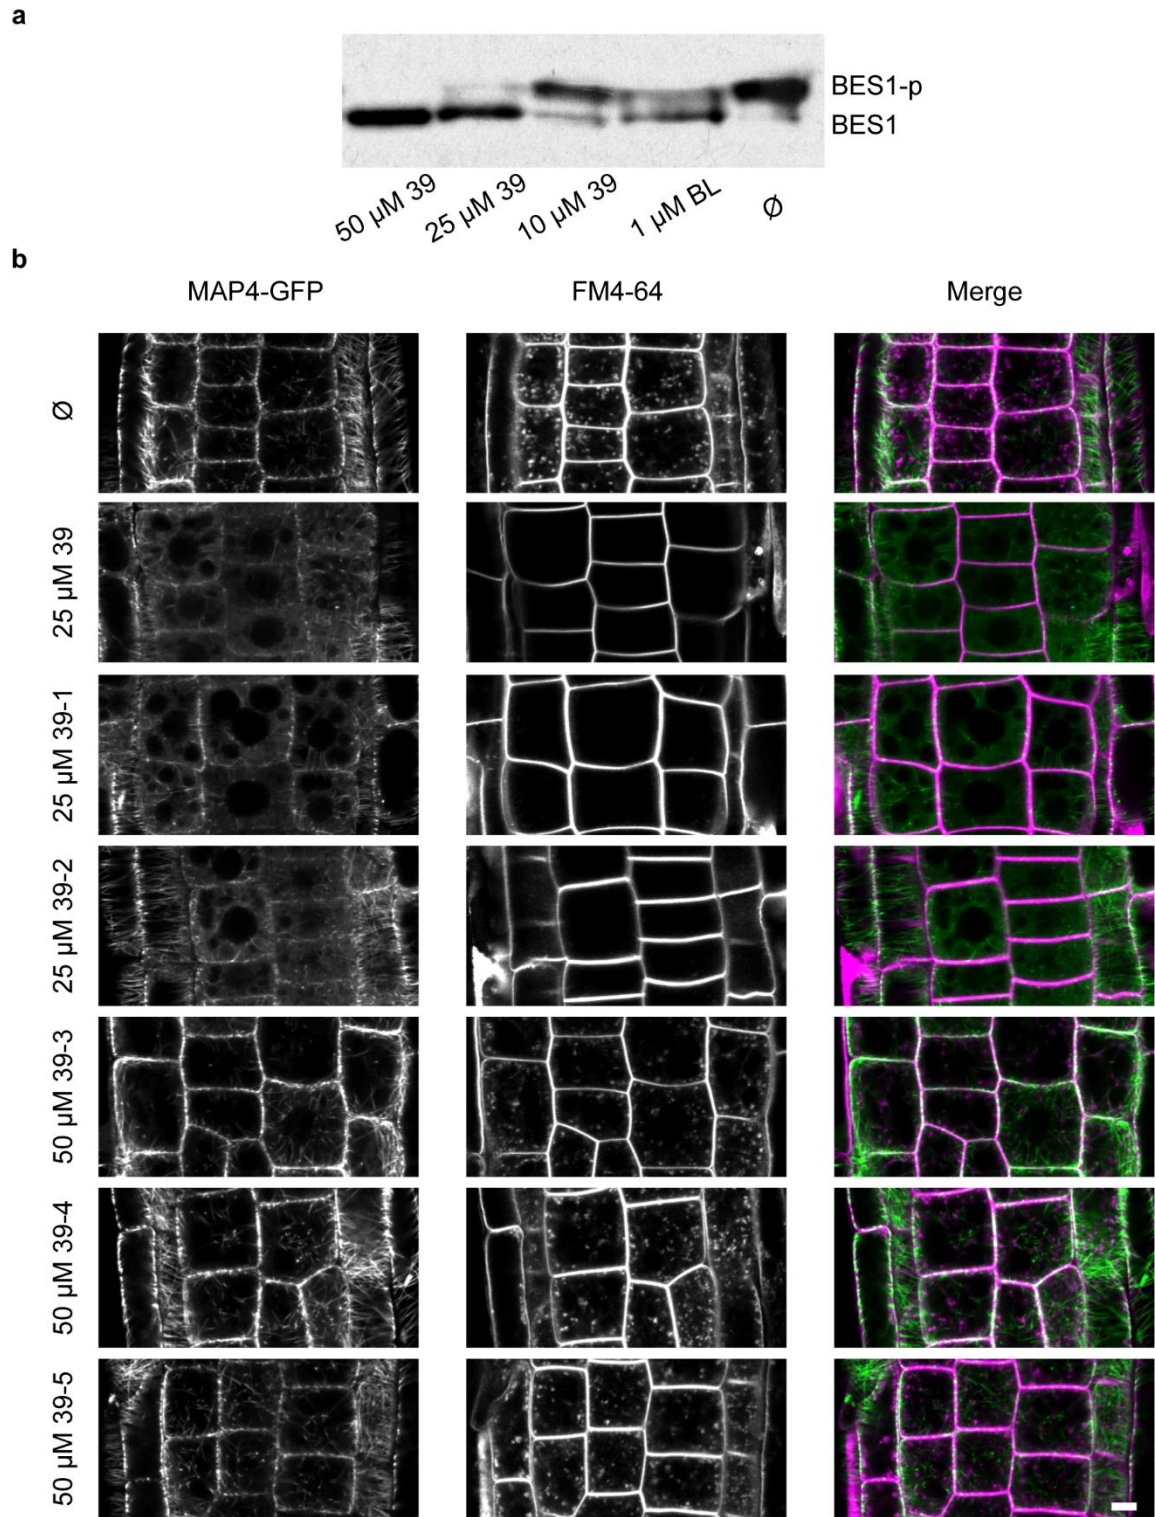 a
BES1-p
BES1
50 µM 39
25 µM 39
10 µM 39
1 µM BL
Ø
b
MAP4-GFP
FM4-64
Merge
Ø
25 µM 39
25 µM 39-1
25 µM 39-2
50 µM 39-3
50 µM 39-4
50 µM 39-5